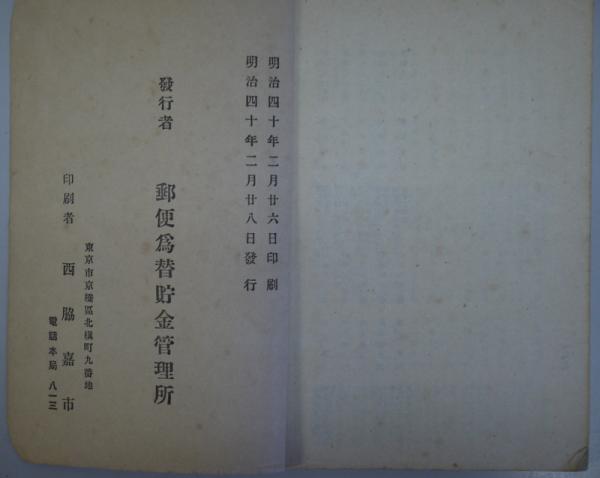 明治四十年二月廿六日印刷
明治四十年二月廿八日發行
發行者 郵便爲替貯金管理所
東京市京橋區北槇町九番地
印刷者 西脇嘉市
電話本局 八一三